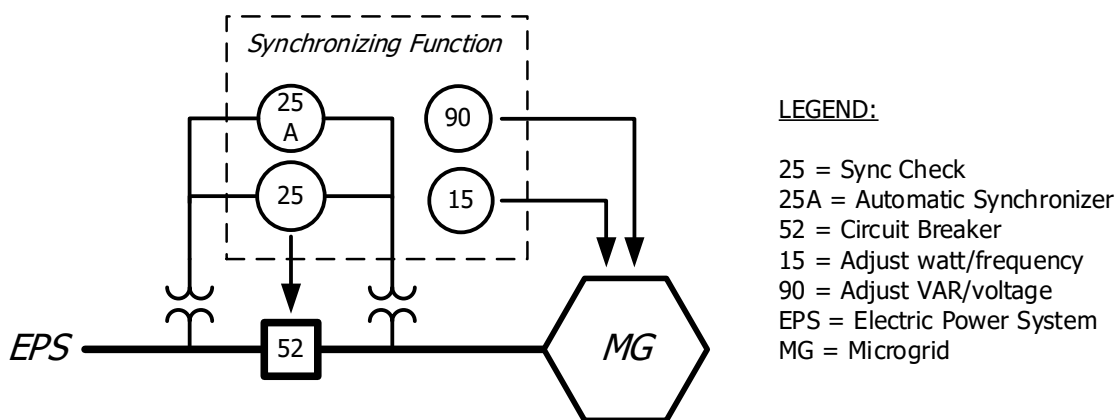 Synchronizing Function
25
A
90
25
15
EPS
52
MG
LEGEND:
25 = Sync Check
25A = Automatic Synchronizer
52 = Circuit Breaker
15 = Adjust watt/frequency
90 = Adjust VAR/voltage
EPS = Electric Power System
MG = Microgrid